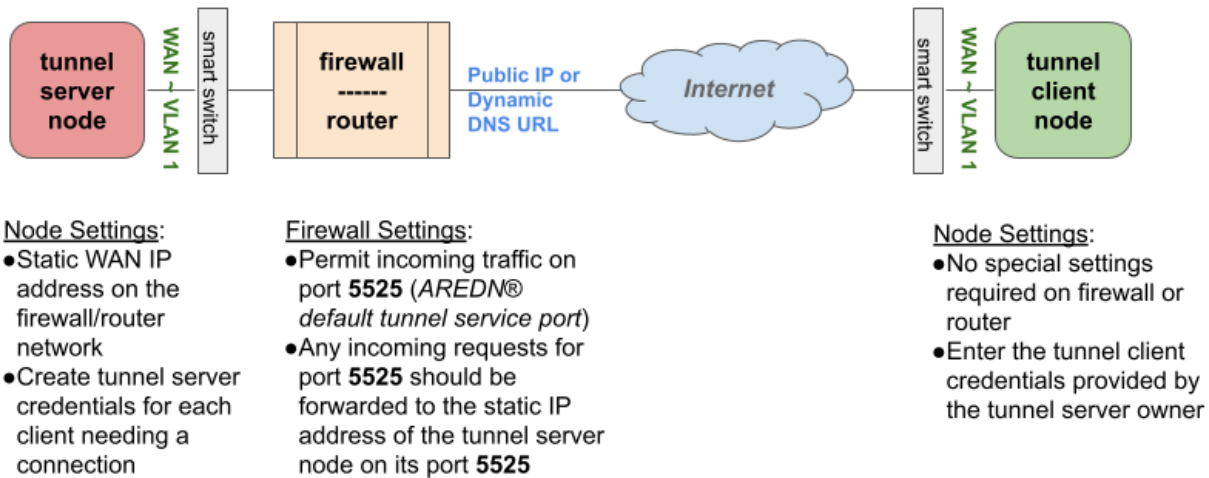 tunnel
server
node
WAN ~ VLAN 1
smart switch
firewall
------
router
Public IP or
Dynamic
DNS URL
Internet
smart switch
WAN ~ VLAN 1
tunnel
client
node
Node Settings:
●Static WAN IP
address on the
firewall/router
network
●Create tunnel server
credentials for each
client needing a
connection
Firewall Settings:
●Permit incoming traffic on
port 5525 (AREDN®
default tunnel service port)
●Any incoming requests for
port 5525 should be
forwarded to the static IP
address of the tunnel server
node on its port 5525
Node Settings:
●No special settings
required on firewall or
router
●Enter the tunnel client
credentials provided by
the tunnel server owner